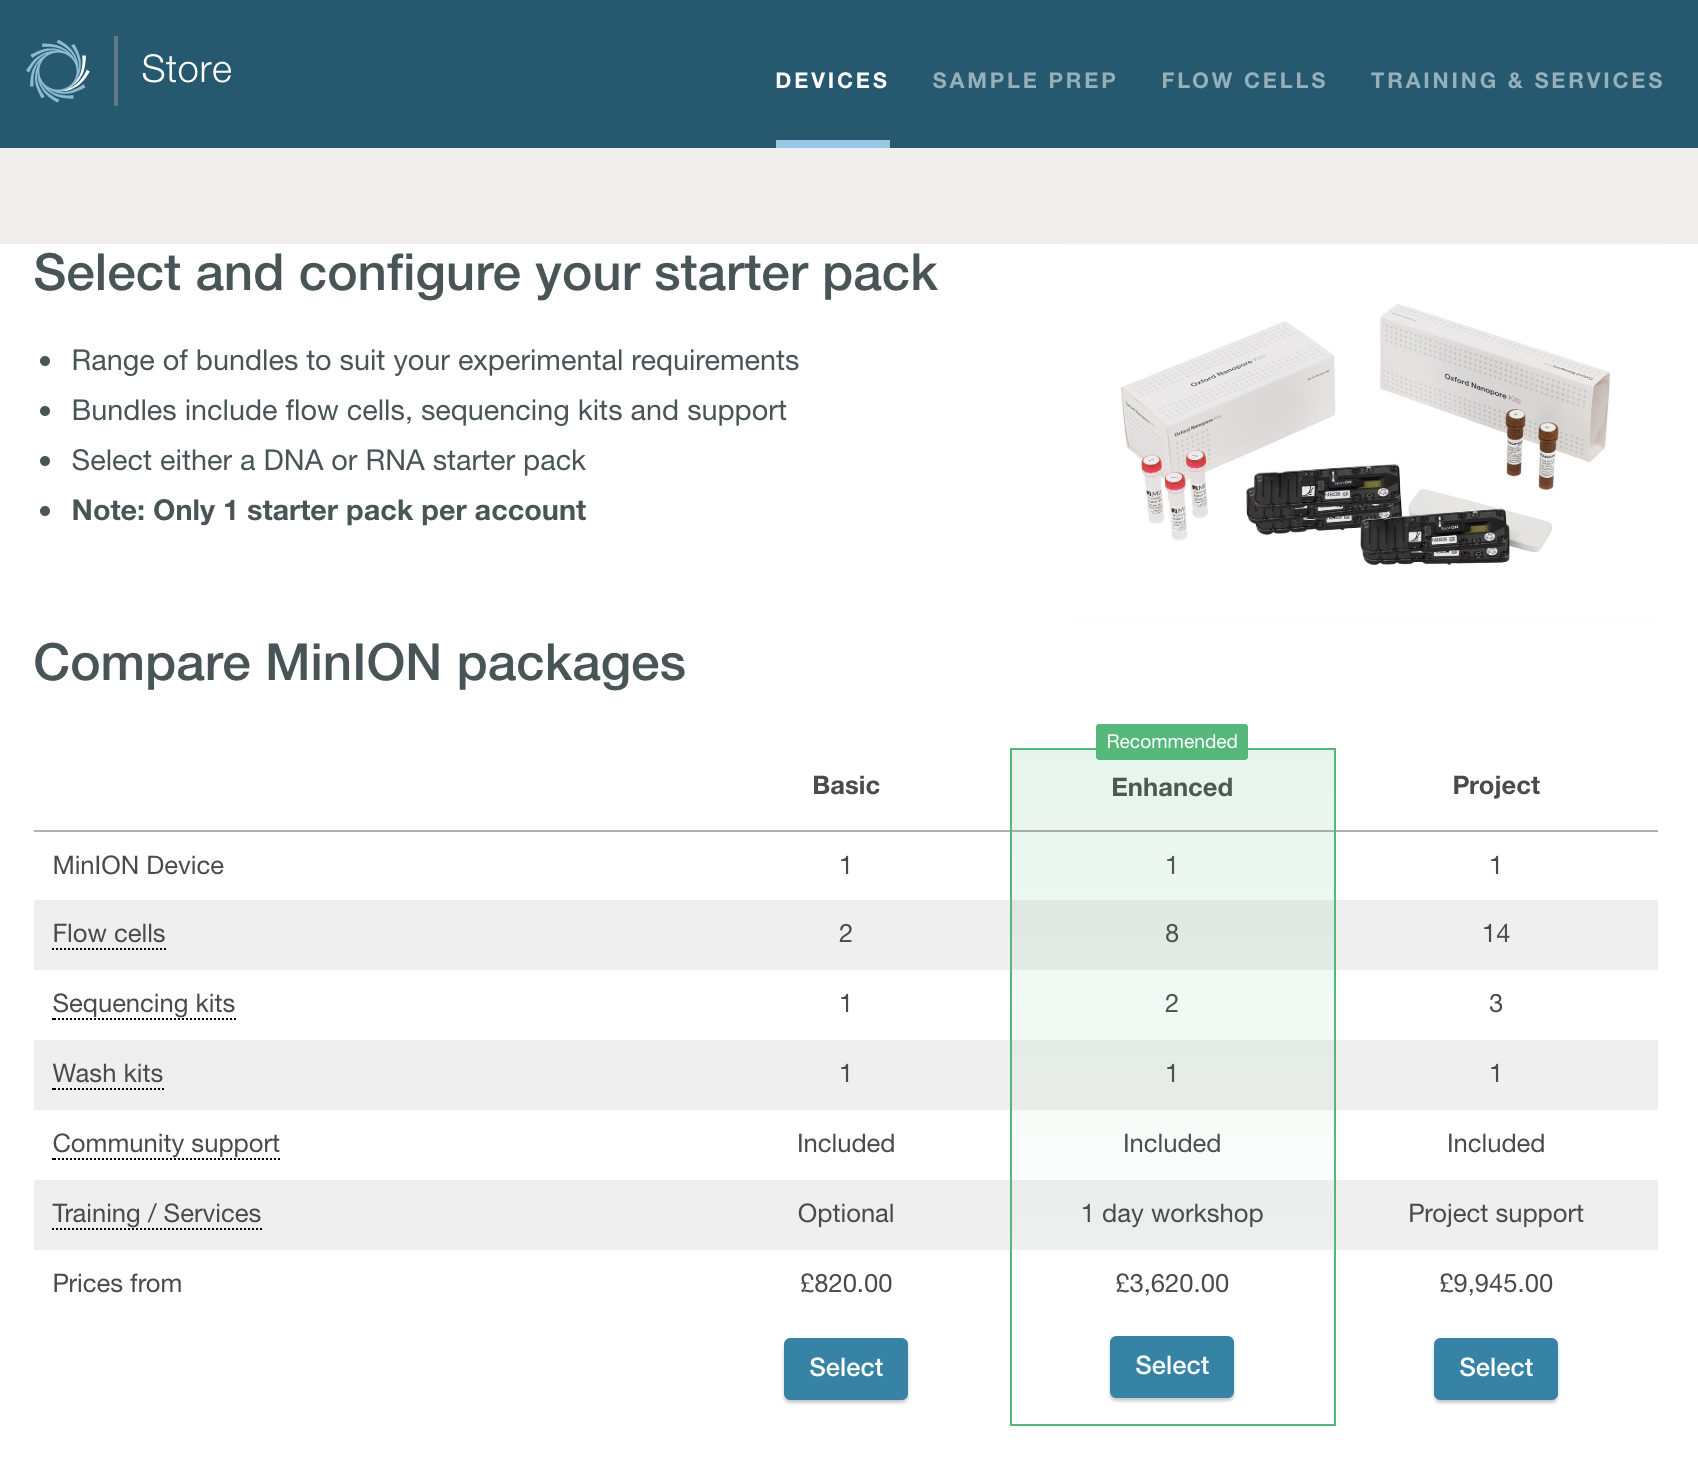 Store
DEVICES SAMPLE PREP FLOW CELLS TRAINING & SERVICES
Select and configure your starter pack
Range of bundles to suit your experimental requirements
Bundles include flow cells, sequencing kits and support
Select either a DNA or RNA starter pack
Note: Only 1 starter pack per account
Oxford Nanopore Kits
Oxford Nanopore Kits
Compare MinION packages
Recommended
Basic Enhanced Project
MinION Device 1 1 1
Flow cells 2 8 14
Sequencing kits 1 2 3
Wash kits 1 1 1
Community support Included Included Included
Training / Services Optional 1 day workshop Project support
Prices from £820.00 £3,620.00 £9,945.00
Select Select Select